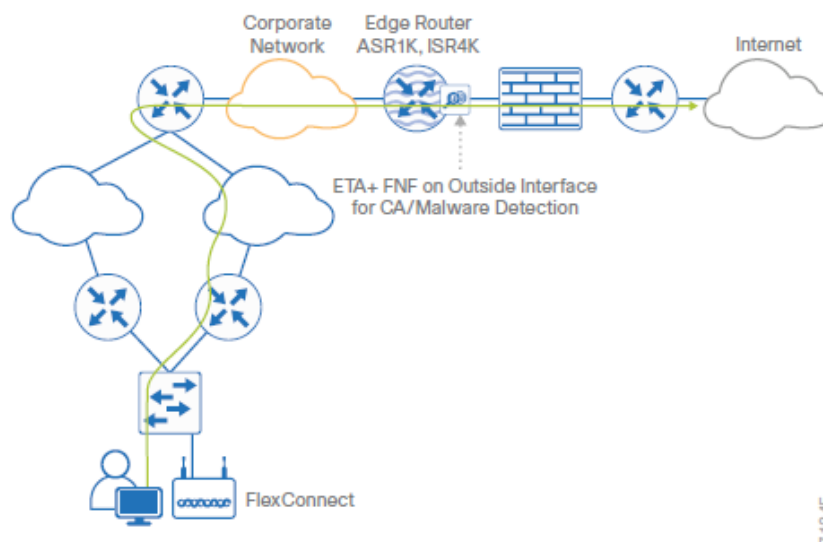 Corporate
Network
Edge Router
ASR1K, ISR4K
Internet
ETA+ FNF on Outside Interface
for CA/Malware Detection
FlexConnect